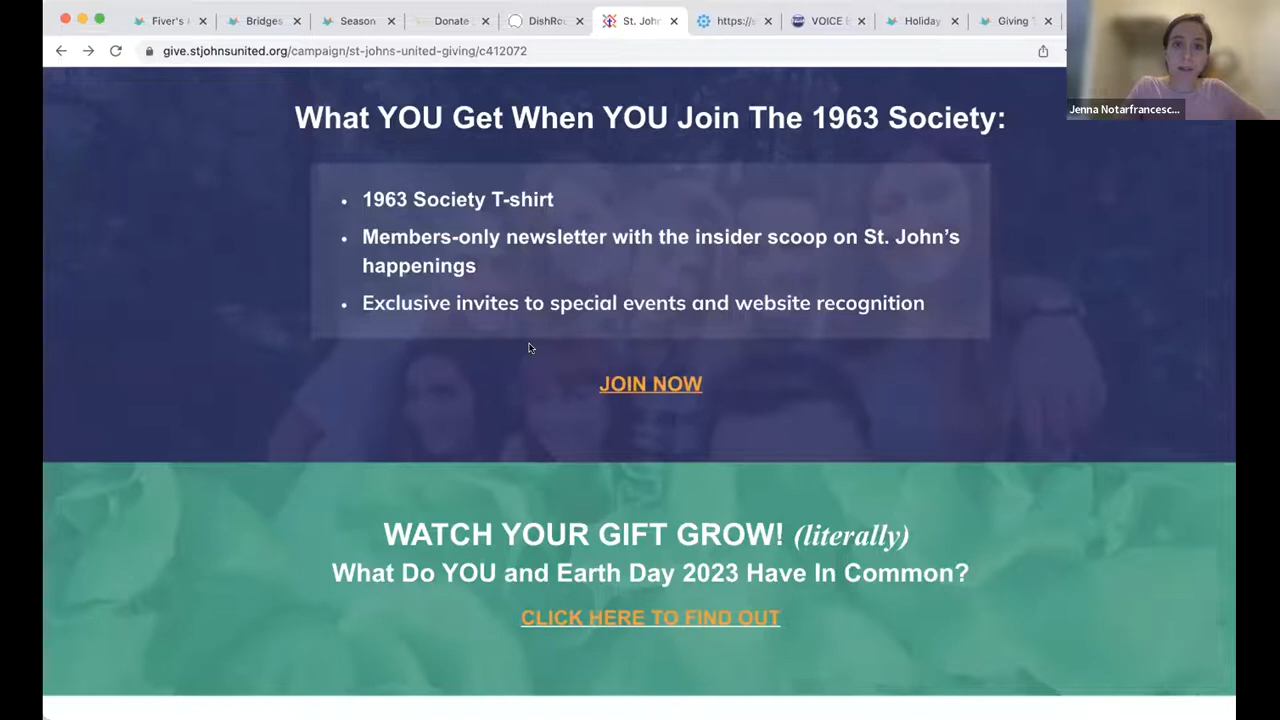 Fiver's
Bridges
Season
Donate
DishRou
St. John
https://s
VOICE
Holiday
Giving
give.stjohnsunited.org/campaign/st-johns-united-giving/c412072
Jenna Notarfrancesc...
What YOU Get When YOU Join The 1963 Society:
• 1963 Society T-shirt
• Members-only newsletter with the insider scoop on St. John's
happenings
• Exclusive invites to special events and website recognition
JOIN NOW
WATCH YOUR GIFT GROW! (literally)
What Do YOU and Earth Day 2023 Have In Common?
CLICK HERE TO FIND OUT